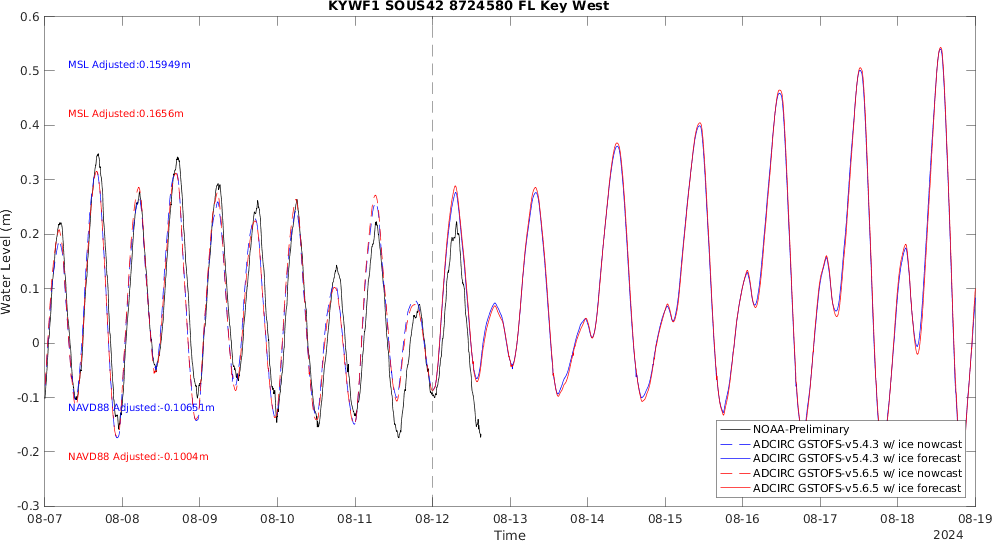 KYWF1 SOUS42 8724580 FL Key West
0.6
0.5
0.4
0.3
0.2
0.1
0
-0.1
-0.2
-0.3
Water Level (m)
MSL Adjusted:0.15949m
MSL Adjusted:0.1656m
NAVD88 Adjusted:-0.10651m
NAVD88 Adjusted:-0.1004m
NOAA-Preliminary
ADCIRC GSTOFS-v5.4.3 w/ ice nowcast
ADCIRC GSTOFS-v5.4.3 w/ ice forecast
ADCIRC GSTOFS-v5.6.5 w/ ice nowcast
ADCIRC GSTOFS-v5.6.5 w/ ice forecast
08-07 08-08 08-09 08-10 08-11 08-12 08-13 08-14 08-15 08-16 08-17 08-18 08-19
Time
2024